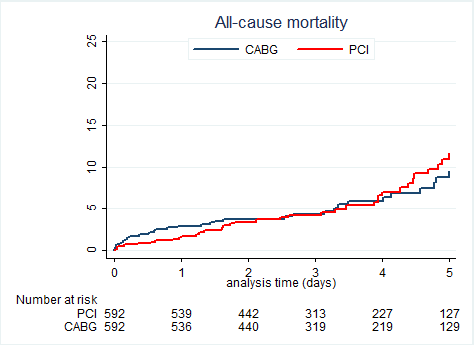 All-cause mortality
CABG PCI
25
20
15
10
5
0
0 1 2 3 4 5
analysis time (days)
Number at risk
PCI 592 539 442 313 227 127
CABG 592 536 440 319 219 129